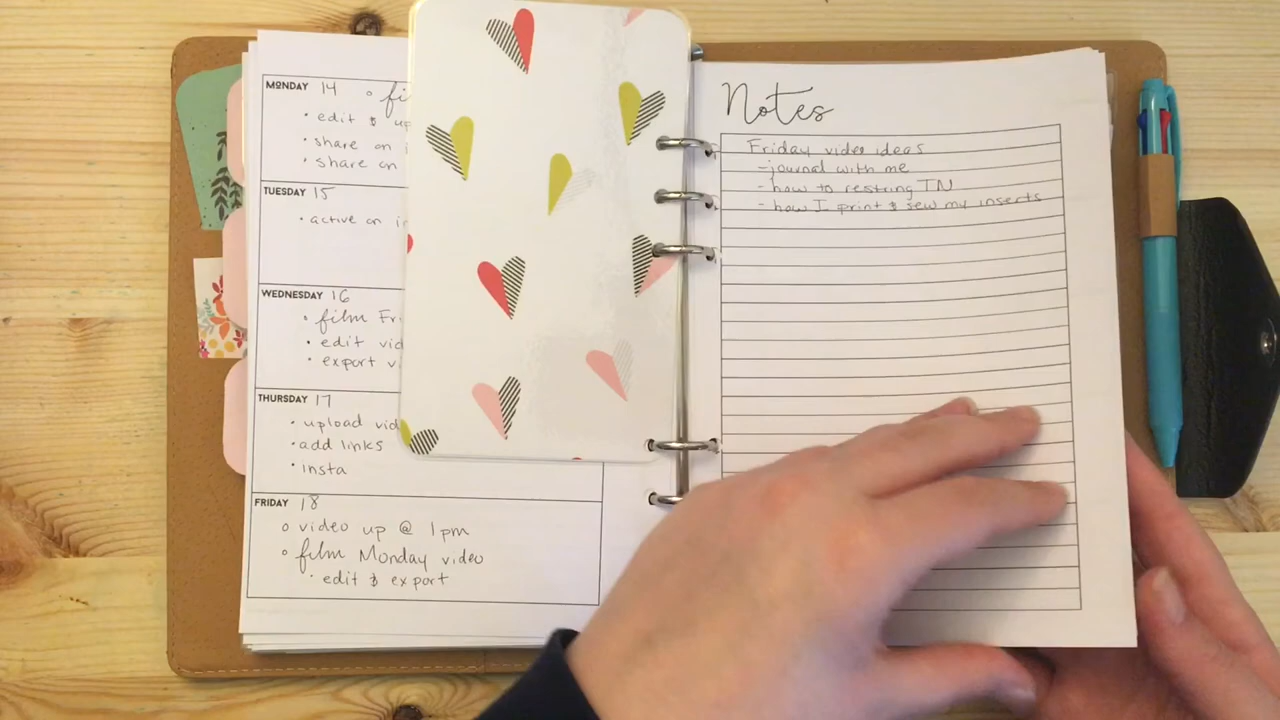 MONDAY 14 ○ fi
• edit & up
• share on
• share on
TUESDAY 15
• active on
WEDNESDAY 16
• film Fri
• edit vid
• export v
THURSDAY 17
• upload vid
• add links
• insta
FRIDAY 18
○ video up @ 1pm
○ film Monday video
• edit & export
Notes
Friday video ideas
- journal with me
- how to restring TN
- how I print & sew my inserts